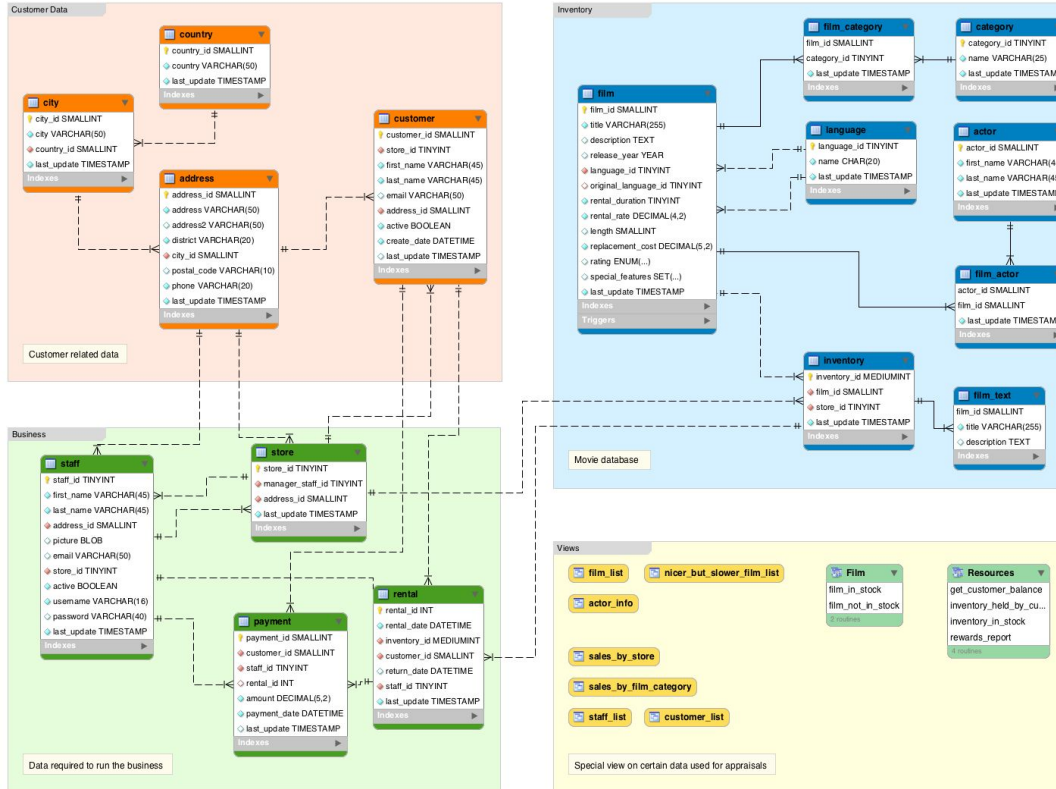 Customer Data
country
country_id SMALLINT
country VARCHAR(50)
last_update TIMESTAMP
Indexes
city
city_id SMALLINT
city VARCHAR(50)
country_id SMALLINT
last_update TIMESTAMP
Indexes
address
address_id SMALLINT
address VARCHAR(50)
address2 VARCHAR(50)
district VARCHAR(20)
city_id SMALLINT
postal_code VARCHAR(10)
phone VARCHAR(20)
last_update TIMESTAMP
Indexes
customer
customer_id SMALLINT
store_id TINYINT
first_name VARCHAR(45)
last_name VARCHAR(45)
email VARCHAR(50)
address_id SMALLINT
active BOOLEAN
create_date DATETIME
last_update TIMESTAMP
Indexes
Customer related data
Inventory
film
film_id SMALLINT
title VARCHAR(255)
description TEXT
release_year YEAR
language_id TINYINT
original_language_id TINYINT
rental_duration TINYINT
rental_rate DECIMAL(4,2)
length SMALLINT
replacement_cost DECIMAL(5,2)
rating ENUM(...)
special_features SET(...)
last_update TIMESTAMP
Indexes
Triggers
film_category
film_id SMALLINT
category_id TINYINT
last_update TIMESTAMP
Indexes
category
category_id TINYINT
name VARCHAR(25)
last_update TIMESTAM
Indexes
language
language_id TINYINT
name CHAR(20)
last_update TIMESTAMP
Indexes
actor
actor_id SMALLINT
first_name VARCHAR(4
last_name VARCHAR(4
last_update TIMESTAM
Indexes
film_actor
actor_id SMALLINT
film_id SMALLINT
last_update TIMESTAM
Indexes
inventory
inventory_id MEDIUMINT
film_id SMALLINT
store_id TINYINT
last_update TIMESTAMP
Indexes
film_text
film_id SMALLINT
title VARCHAR(255)
description TEXT
Indexes
Movie database
Business
staff
staff_id TINYINT
first_name VARCHAR(45)
last_name VARCHAR(45)
address_id SMALLINT
picture BLOB
email VARCHAR(50)
store_id TINYINT
active BOOLEAN
username VARCHAR(16)
password VARCHAR(40)
last_update TIMESTAMP
Indexes
store
store_id TINYINT
manager_staff_id TINYINT
address_id SMALLINT
last_update TIMESTAMP
Indexes
payment
payment_id SMALLINT
customer_id SMALLINT
staff_id TINYINT
rental_id INT
amount DECIMAL(5,2)
payment_date DATETIME
last_update TIMESTAMP
Indexes
rental
rental_id INT
rental_date DATETIME
inventory_id MEDIUMINT
customer_id SMALLINT
return_date DATETIME
staff_id TINYINT
last_update TIMESTAMP
Indexes
Data required to run the business
Views
film_list
nicer_but_slower_film_list
actor_info
sales_by_store
sales_by_film_category
staff_list
customer_list
Film
film_in_stock
film_not_in_stock
2 routines
Resources
get_customer_balance
inventory_held_by_cu...
inventory_in_stock
rewards_report
4 routines
Special view on certain data used for appraisals